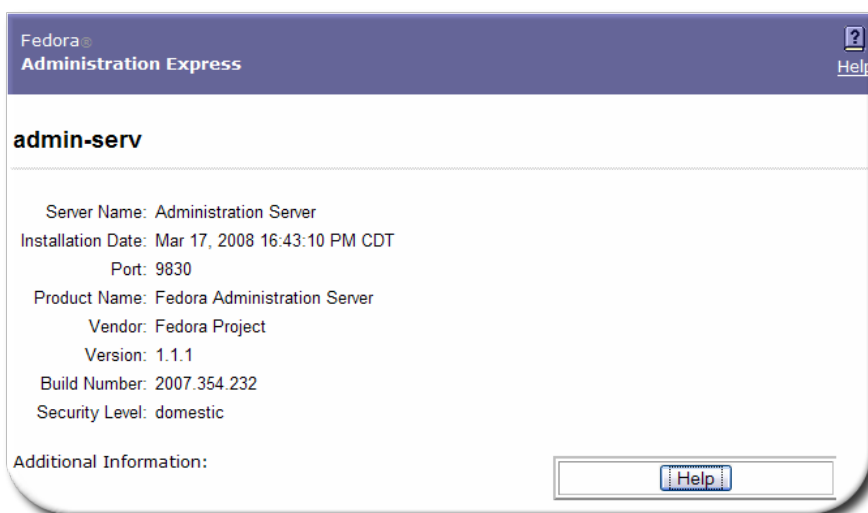 Fedora®
Administration Express
?
Help
admin-serv
Server Name: Administration Server
Installation Date: Mar 17, 2008 16:43:10 PM CDT
Port: 9830
Product Name: Fedora Administration Server
Vendor: Fedora Project
Version: 1.1.1
Build Number: 2007.354.232
Security Level: domestic
Additional Information:
Help